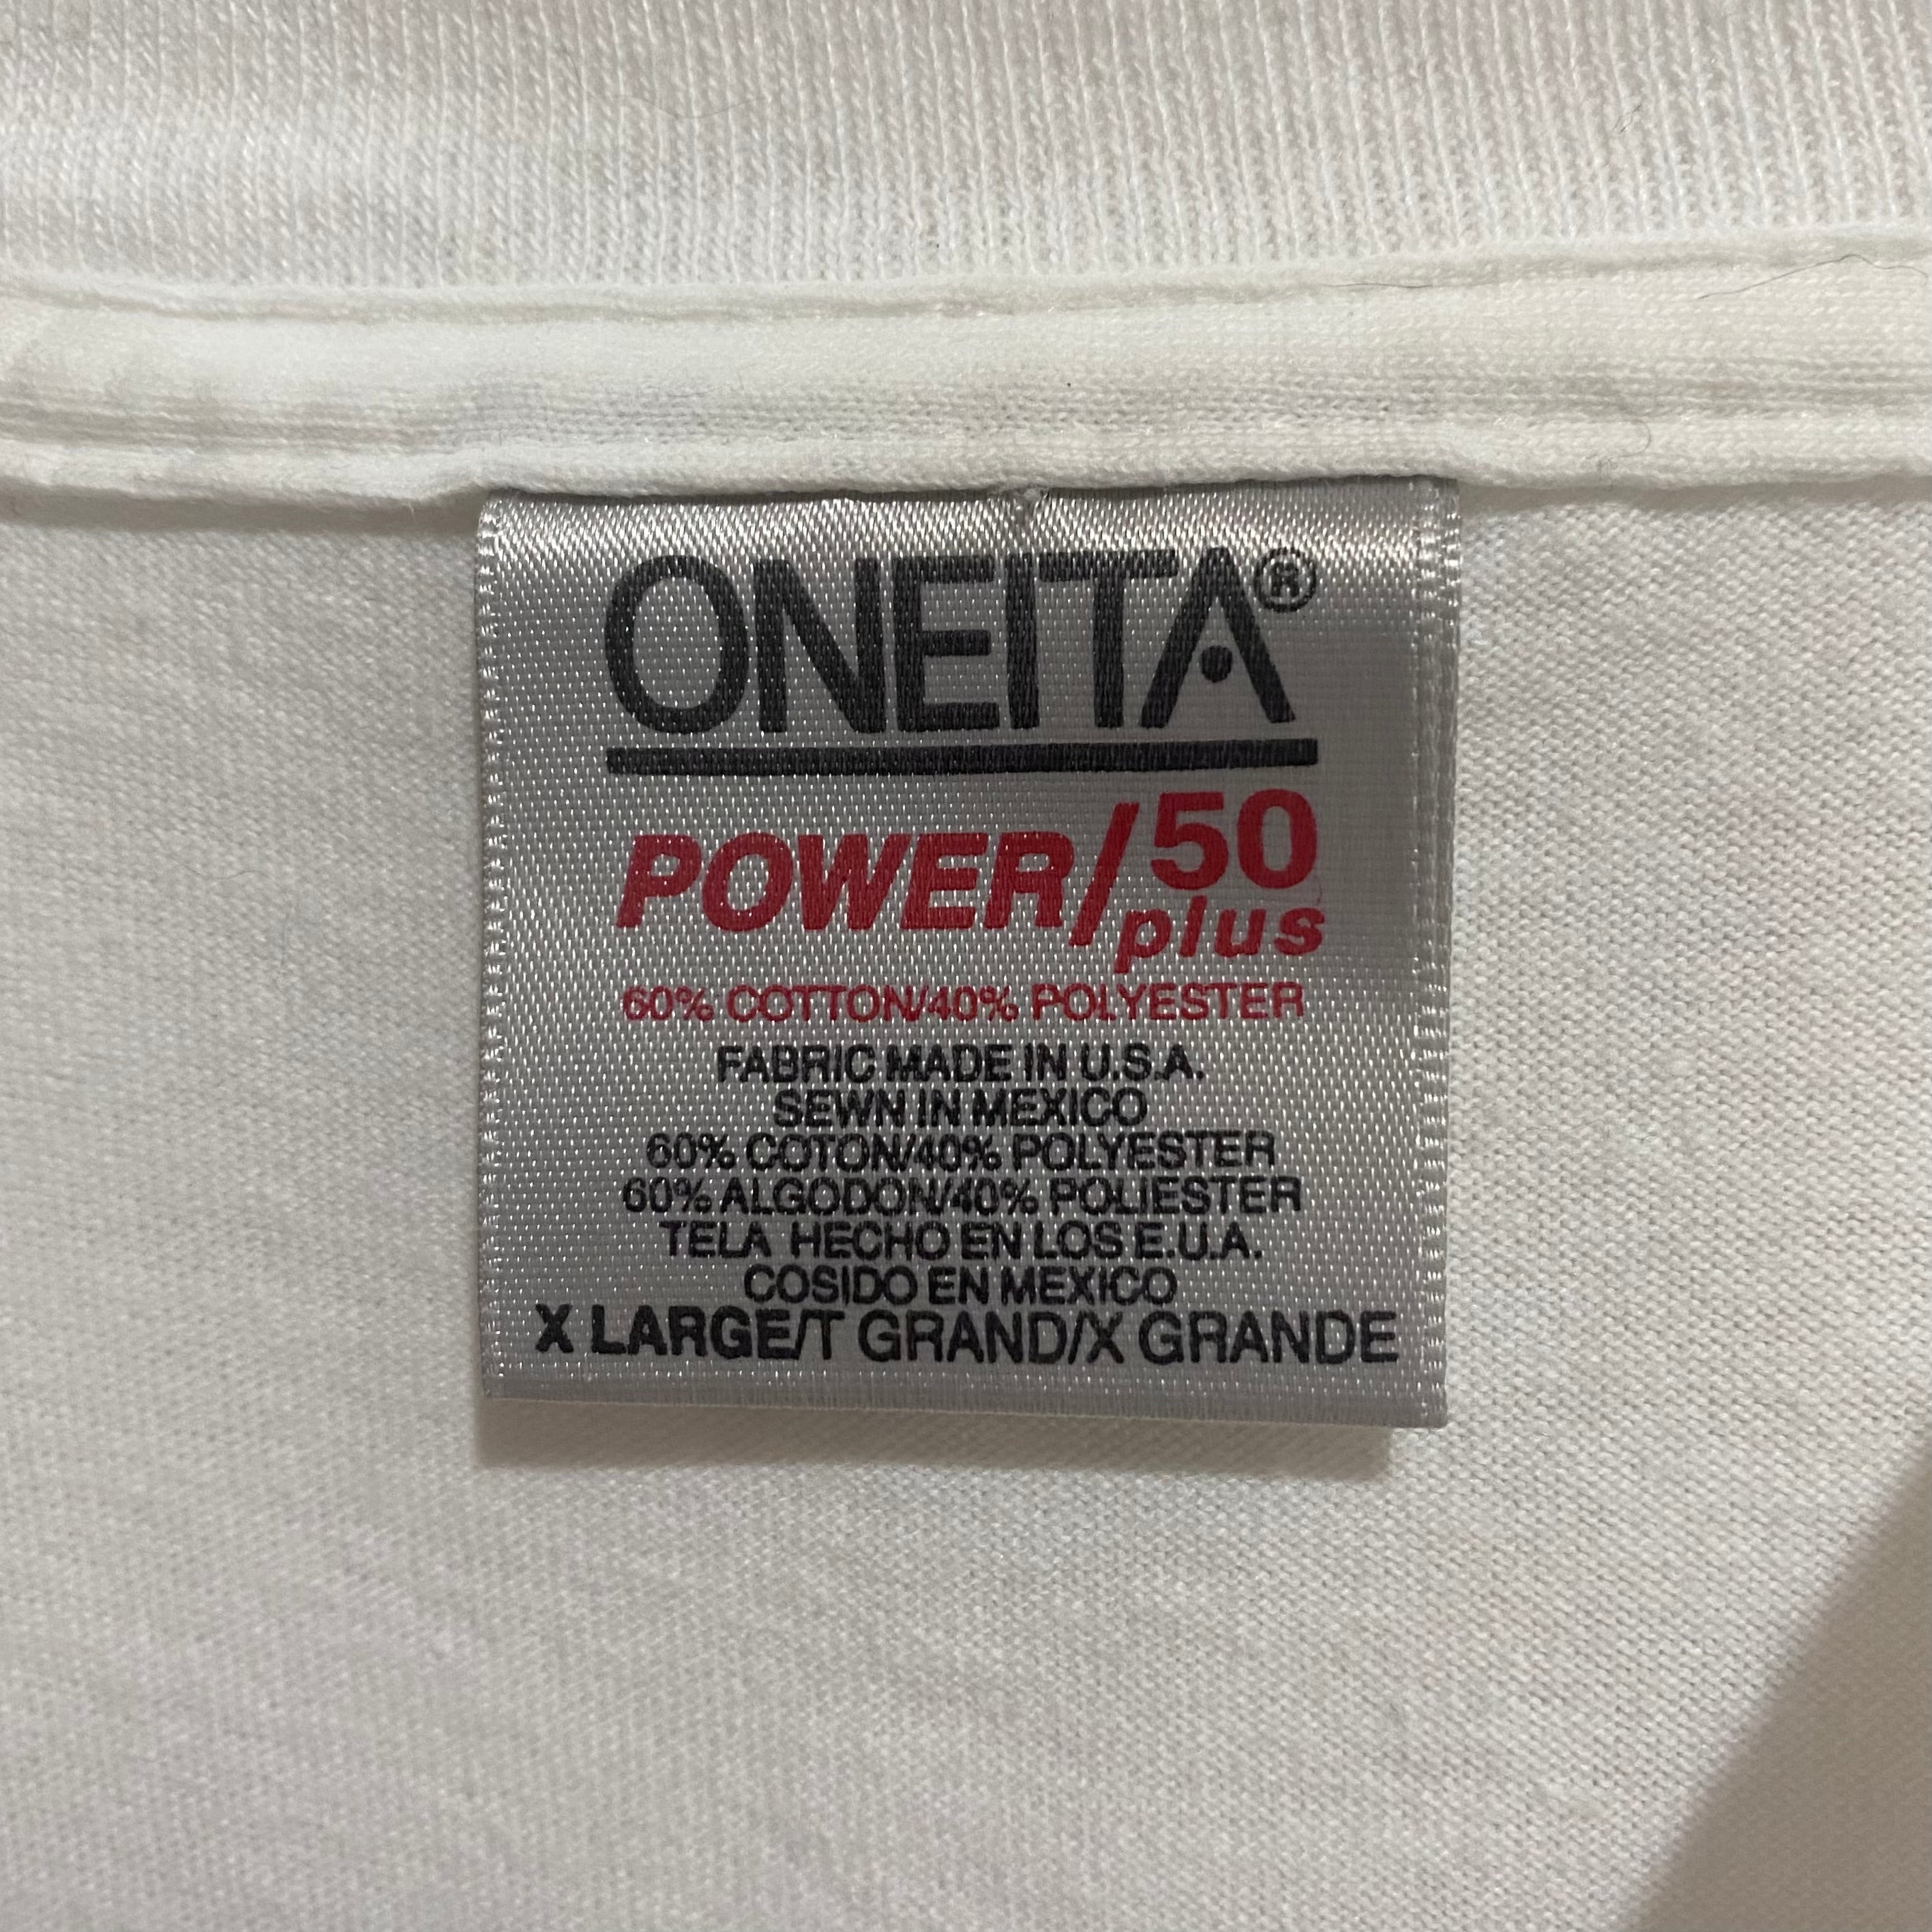 ONEITA®
POWER/50
plus
60% COTTON/40% POLYESTER
FABRIC MADE IN U.S.A.
SEWN IN MEXICO
60% COTON/40% POLYESTER
60% ALGODON/40% POLIESTER
TELA HECHO EN LOS E.U.A.
COSIDO EN MEXICO
X LARGE/T GRAND/X GRANDE